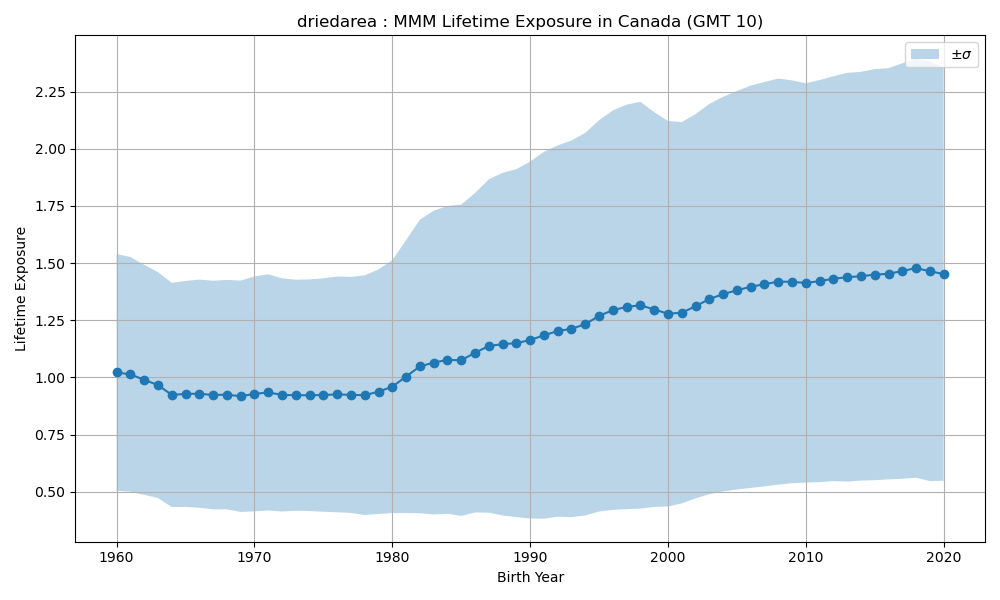 driedarea : MMM Lifetime Exposure in Canada (GMT 10)
±σ
Lifetime Exposure
2.25
2.00
1.75
1.50
1.25
1.00
0.75
0.50
1960 1970 1980 1990 2000 2010 2020
Birth Year